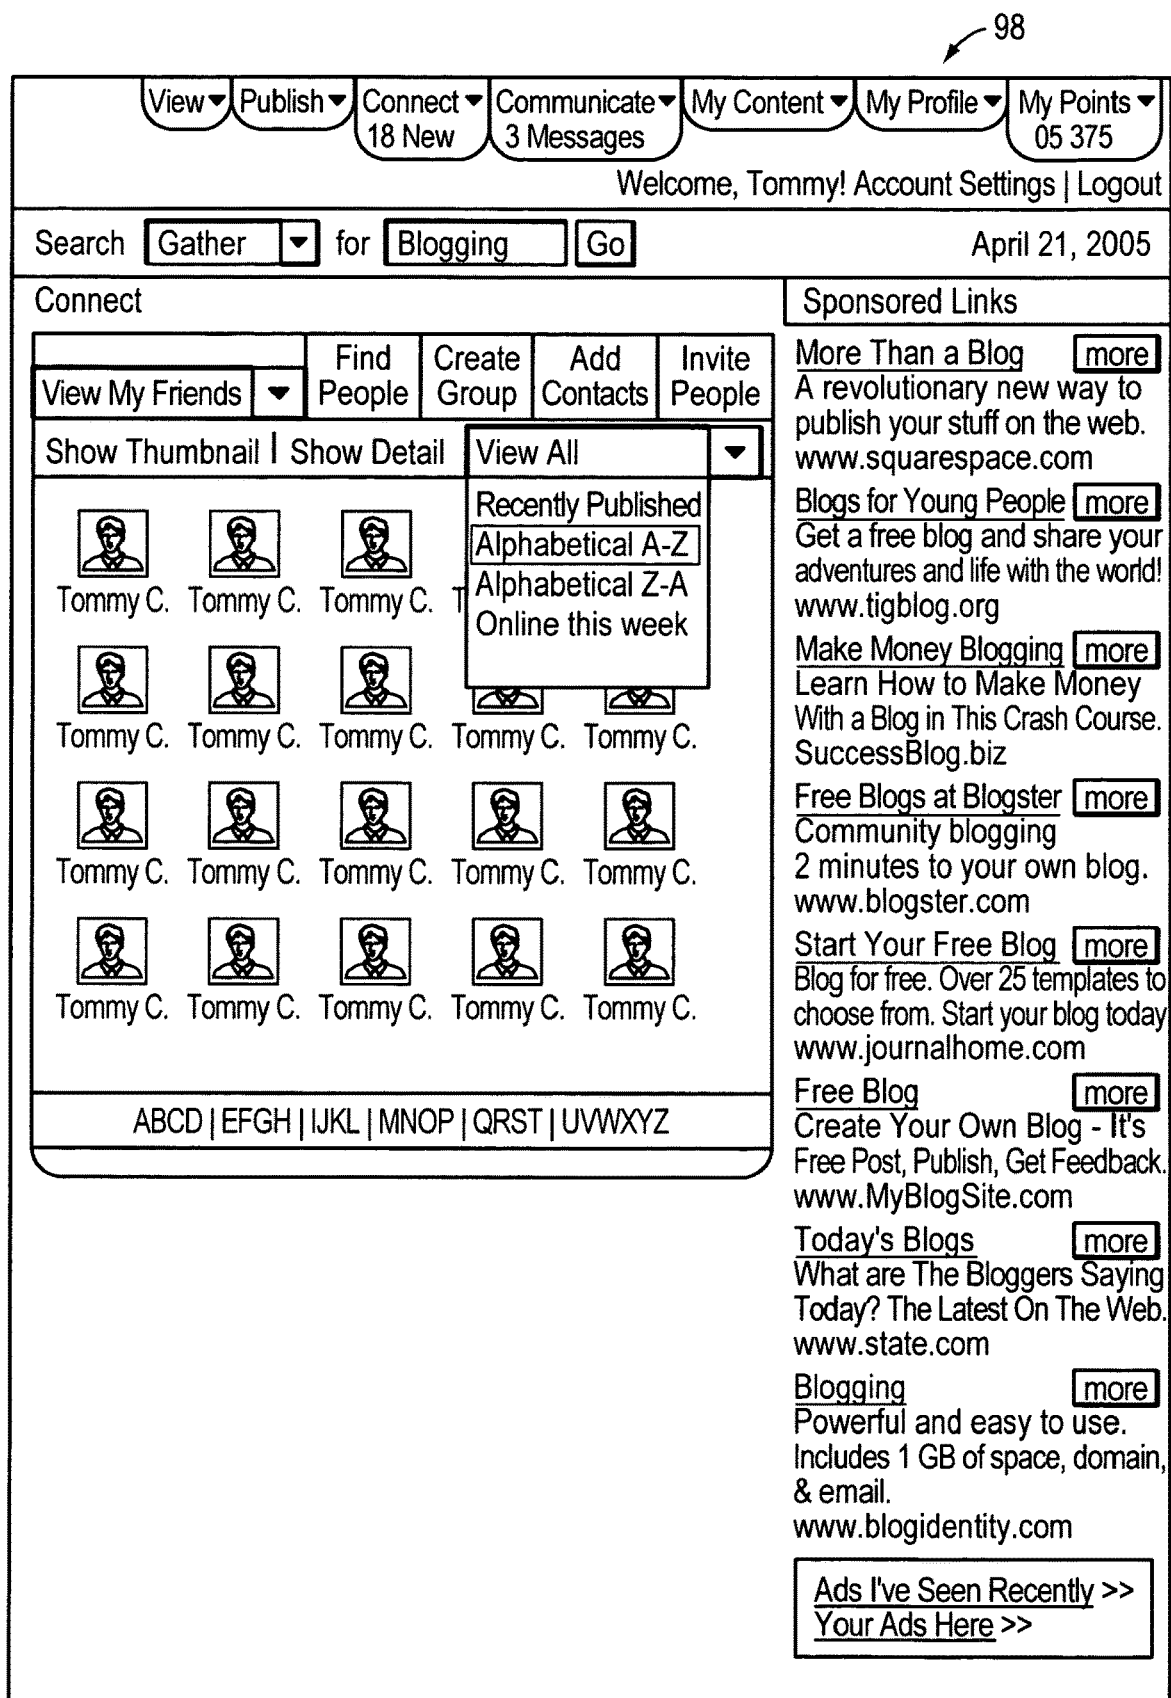 98
View Publish Connect Communicate My Content My Profile My Points
18 New 3 Messages 05 375
Welcome, Tommy! Account Settings | Logout
Search Gather for Blogging Go April 21, 2005
Connect
View My Friends
Find People
Create Group
Add Contacts
Invite People
Show Thumbnail | Show Detail View All
Recently Published
Alphabetical A-Z
Alphabetical Z-A
Online this week
Tommy C. Tommy C. Tommy C. T
Tommy C. Tommy C. Tommy C. Tommy C. Tommy C.
Tommy C. Tommy C. Tommy C. Tommy C. Tommy C.
Tommy C. Tommy C. Tommy C. Tommy C. Tommy C.
ABCD | EFGH | IJKL | MNOP | QRST | UVWXYZ
Sponsored Links
More Than a Blog more
A revolutionary new way to
publish your stuff on the web.
www.squarespace.com
Blogs for Young People more
Get a free blog and share your
adventures and life with the world!
www.tigblog.org
Make Money Blogging more
Learn How to Make Money
With a Blog in This Crash Course.
SuccessBlog.biz
Free Blogs at Blogster more
Community blogging
2 minutes to your own blog.
www.blogster.com
Start Your Free Blog more
Blog for free. Over 25 templates to
choose from. Start your blog today
www.journalhome.com
Free Blog more
Create Your Own Blog - It's
Free Post, Publish, Get Feedback.
www.MyBlogSite.com
Today's Blogs more
What are The Bloggers Saying
Today? The Latest On The Web.
www.state.com
Blogging more
Powerful and easy to use.
Includes 1 GB of space, domain,
& email.
www.blogidentity.com
Ads I've Seen Recently >>
Your Ads Here >>